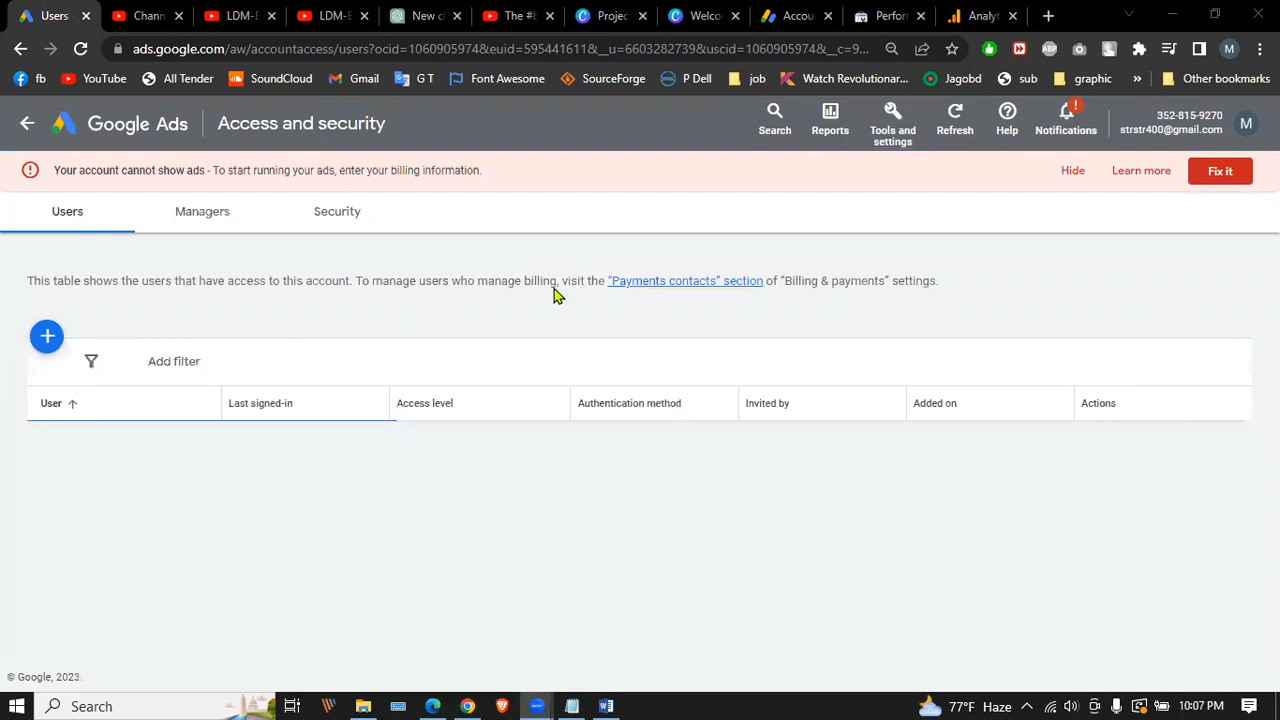 Users -
Chann
LDM-E
LDM-E
New c
The #b
Projec
Welco
Accou
Perfor
Analyt
ads.google.com/aw/accountaccess/users?ocid=1060905974&euid=595441611&__u=6603282739&uscid=1060905974&__c=9...
ABP
M
fb
YouTube
All Tender
SoundCloud
Gmail
G T
Font Awesome
SourceForge
P Dell
job
Watch Revolutionar...
Jagobd
sub
graphic
»
Other bookmarks
Google Ads
Access and security
Search
Reports
Tools and settings
Refresh
Help
Notifications
352-815-9270
strstr400@gmail.com
M
Your account cannot show ads - To start running your ads, enter your billing information.
Hide
Learn more
Fix it
Users
Managers
Security
This table shows the users that have access to this account. To manage users who manage billing, visit the "Payments contacts" section of "Billing & payments" settings.
Add filter
User
Last signed-in
Access level
Authentication method
Invited by
Added on
Actions
© Google, 2023.
Search
77°F Haze
10:07 PM